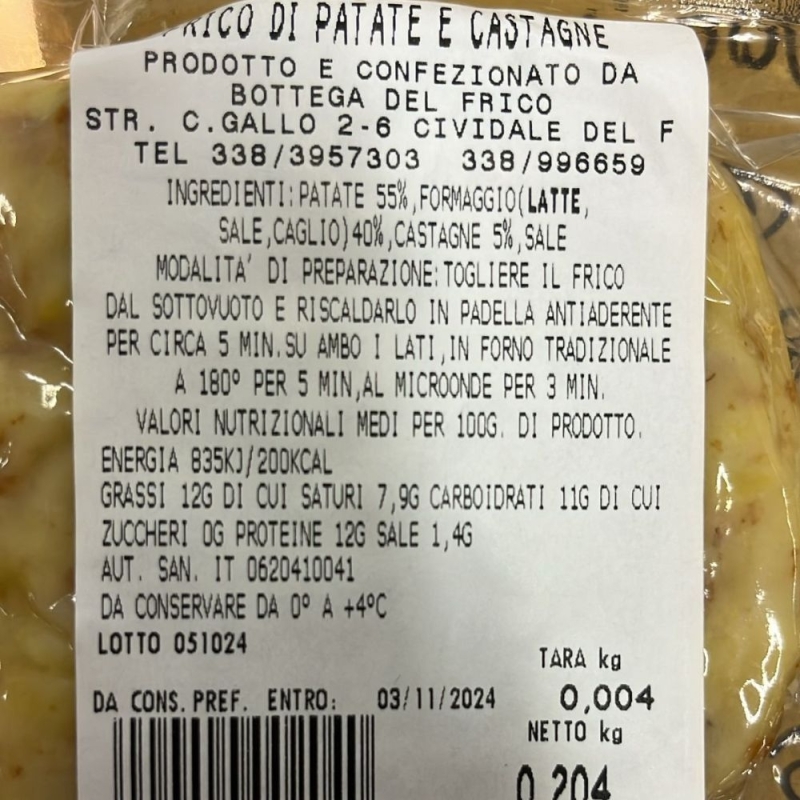 FRICO DI PATATE E CASTAGNE
PRODOTTO E CONFEZIONATO DA
BOTTEGA DEL FRICO
STR. C.GALLO 2-6 CIVIDALE DEL F
TEL 338/3957303 338/996659
INGREDIENTI:PATATE 55%,FORMAGGIO(LATTE,
SALE,CAGLIO)40%,CASTAGNE 5%,SALE
MODALITA' DI PREPARAZIONE:TOGLIERE IL FRICO
DAL SOTTOVUOTO E RISCALDARLO IN PADELLA ANTIADERENTE
PER CIRCA 5 MIN.SU AMBO I LATI,IN FORNO TRADIZIONALE
A 180º PER 5 MIN,AL MICROONDE PER 3 MIN.
VALORI NUTRIZIONALI MEDI PER 100G. DI PRODOTTO.
ENERGIA 835KJ/200KCAL
GRASSI 12G DI CUI SATURI 7,9G CARBOIDRATI 11G DI CUI
ZUCCHERI 0G PROTEINE 12G SALE 1,4G
AUT. SAN. IT 0620410041
DA CONSERVARE DA 0º A +4ºC
LOTTO 051024
TARA kg
DA CONS.PREF. ENTRO: 03/11/2024 0,004
NETTO kg
0,204